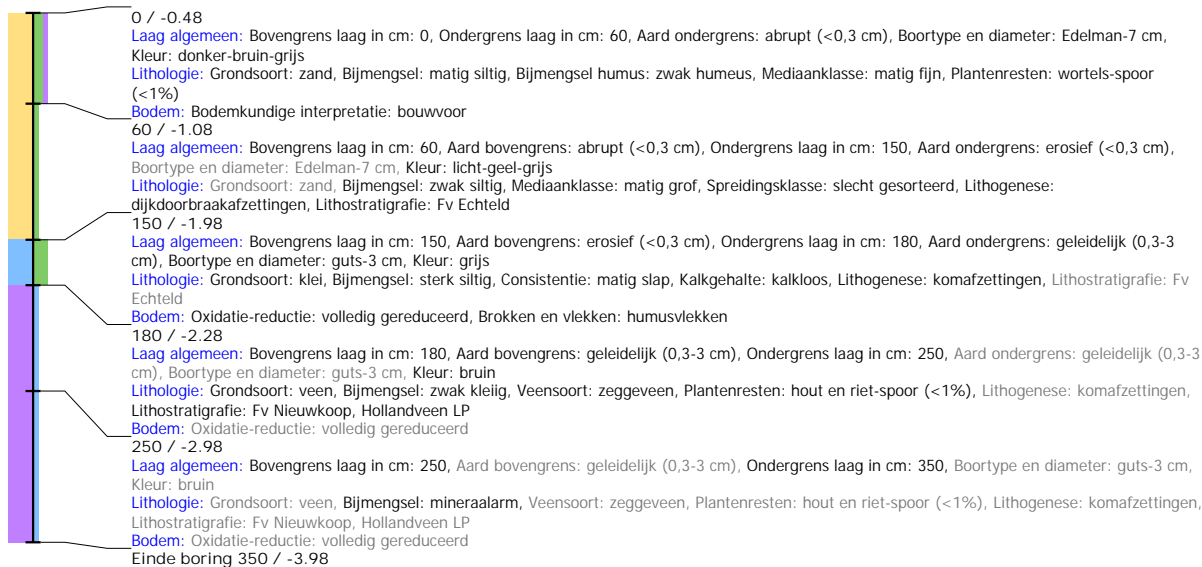 0 / -0.48
Laag algemeen: Bovengrens laag in cm: 0, Ondergrens laag in cm: 60, Aard ondergrens: abrupt (<0,3 cm), Boortype en diameter: Edelman-7 cm,
Kleur: donker-bruin-grijs
Lithologie: Grondsoort: zand, Bijmengsel: matig siltig, Bijmengsel humus: zwak humeus, Mediaanklasse: matig fijn, Plantenresten: wortels-spoor
(<1%)
Bodem: Bodemkundige interpretatie: bouwvoor
60 / -1.08
Laag algemeen: Bovengrens laag in cm: 60, Aard bovengrens: abrupt (<0,3 cm), Ondergrens laag in cm: 150, Aard ondergrens: erosief (<0,3 cm),
Boortype en diameter: Edelman-7 cm, Kleur: licht-geel-grijs
Lithologie: Grondsoort: zand, Bijmengsel: zwak siltig, Mediaanklasse: matig grof, Spreidingsklasse: slecht gesorteerd, Lithogenese:
dijkdoorbraakafzettingen, Lithostratigrafie: Fv Echteld
150 / -1.98
Laag algemeen: Bovengrens laag in cm: 150, Aard bovengrens: erosief (<0,3 cm), Ondergrens laag in cm: 180, Aard ondergrens: geleidelijk (0,3-3
cm), Boortype en diameter: guts-3 cm, Kleur: grijs
Lithologie: Grondsoort: klei, Bijmengsel: sterk siltig, Consistentie: matig slap, Kalkgehalte: kalkloos, Lithogenese: komafzettingen, Lithostratigrafie: Fv
Echteld
Bodem: Oxidatie-reductie: volledig gereduceerd, Brokken en vlekken: humusvlekken
180 / -2.28
Laag algemeen: Bovengrens laag in cm: 180, Aard bovengrens: geleidelijk (0,3-3 cm), Ondergrens laag in cm: 250, Aard ondergrens: geleidelijk (0,3-3
cm), Boortype en diameter: guts-3 cm, Kleur: bruin
Lithologie: Grondsoort: veen, Bijmengsel: zwak kleiig, Veensoort: zeggeveen, Plantenresten: hout en riet-spoor (<1%), Lithogenese: komafzettingen,
Lithostratigrafie: Fv Nieuwkoop, Hollandveen LP
Bodem: Oxidatie-reductie: volledig gereduceerd
250 / -2.98
Laag algemeen: Bovengrens laag in cm: 250, Aard bovengrens: geleidelijk (0,3-3 cm), Ondergrens laag in cm: 350, Boortype en diameter: guts-3 cm,
Kleur: bruin
Lithologie: Grondsoort: veen, Bijmengsel: mineraalarm, Veensoort: zeggeveen, Plantenresten: hout en riet-spoor (<1%), Lithogenese: komafzettingen,
Lithostratigrafie: Fv Nieuwkoop, Hollandveen LP
Bodem: Oxidatie-reductie: volledig gereduceerd
Einde boring 350 / -3.98